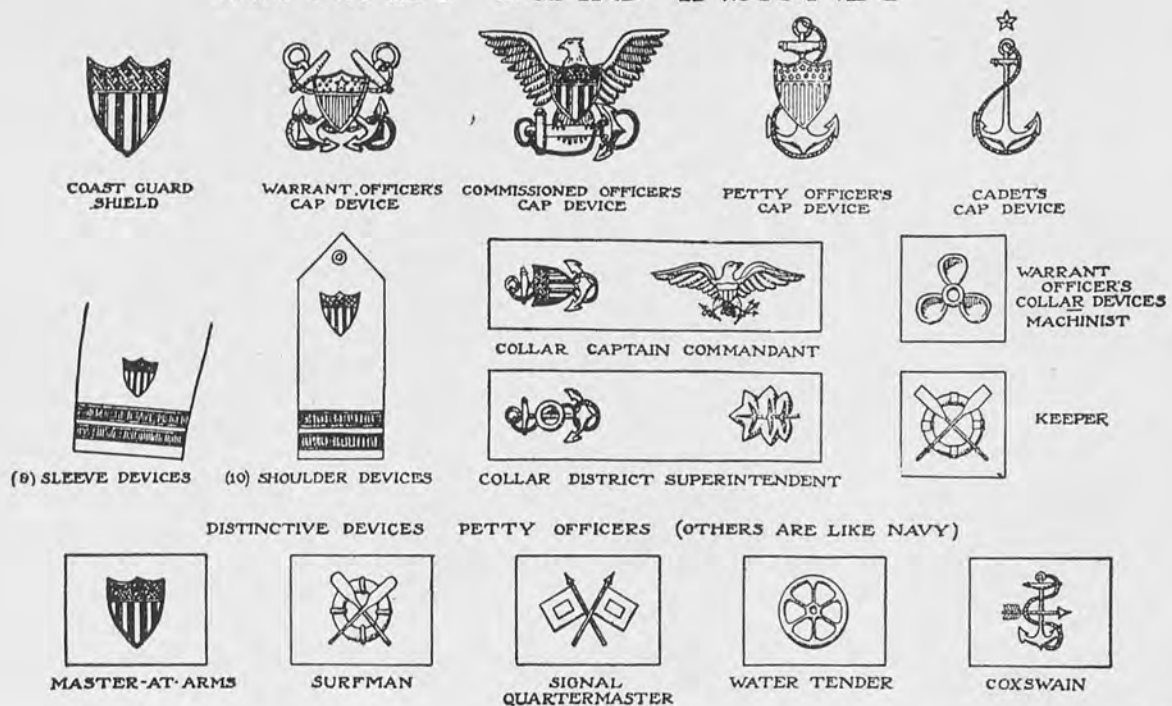 COAST GUARD
SHIELD
WARRANT OFFICER'S
CAP DEVICE
COMMISSIONED OFFICER'S
CAP DEVICE
PETTY OFFICER'S
CAP DEVICE
CADET'S
CAP DEVICE
WARRANT
OFFICER'S
COLLAR DEVICES
MACHINIST
COLLAR CAPTAIN COMMANDANT
KEEPER
(9) SLEEVE DEVICES
(10) SHOULDER DEVICES
COLLAR DISTRICT SUPERINTENDENT
DISTINCTIVE DEVICES PETTY OFFICERS (OTHERS ARE LIKE NAVY)
MASTER-AT-ARMS
SURFMAN
SIGNAL
QUARTERMASTER
WATER TENDER
COXSWAIN